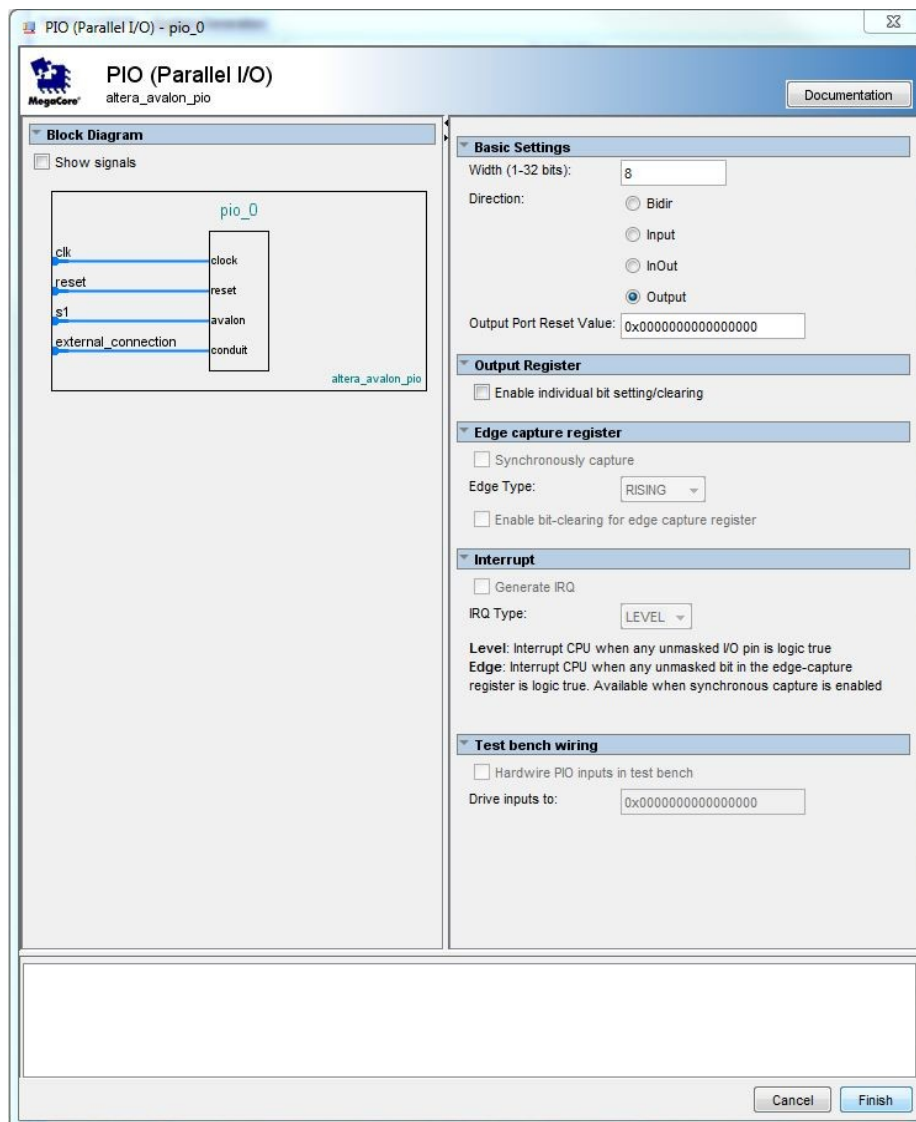 PIO (Parallel I/O) - pio_0
MegaCore®
PIO (Parallel I/O)
altera_avalon_pio
Documentation
Block Diagram
Show signals
pio_0
clk
clock
reset
reset
s1
avalon
external_connection
conduit
altera_avalon_pio
Basic Settings
Width (1-32 bits): 8
Direction: Bidir
Input
InOut
Output
Output Port Reset Value: 0x0000000000000000
Output Register
Enable individual bit setting/clearing
Edge capture register
Synchronously capture
Edge Type: RISING
Enable bit-clearing for edge capture register
Interrupt
Generate IRQ
IRQ Type: LEVEL
Level: Interrupt CPU when any unmasked I/O pin is logic true
Edge: Interrupt CPU when any unmasked bit in the edge-capture
register is logic true. Available when synchronous capture is enabled
Test bench wiring
Hardwire PIO inputs in test bench
Drive inputs to: 0x0000000000000000
Cancel
Finish